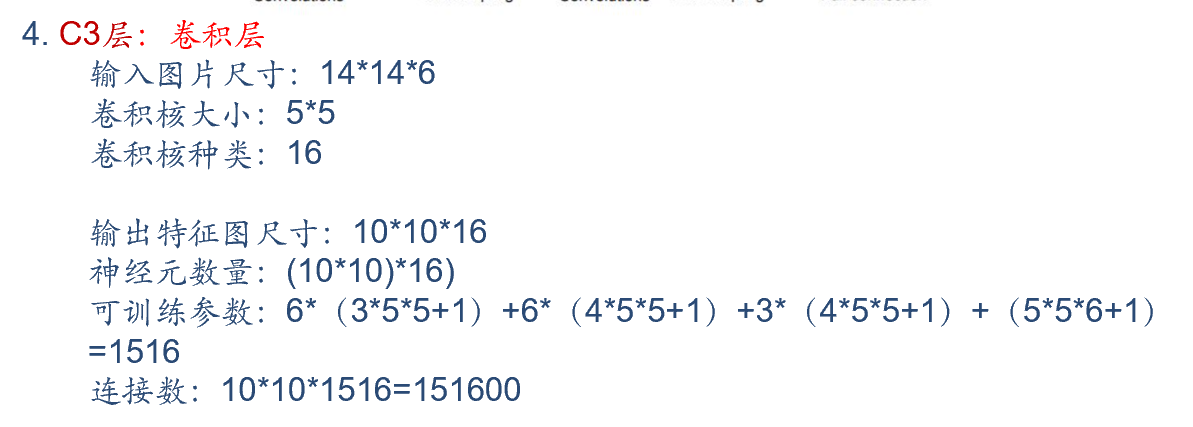 4. C3层：卷积层
输入图片尺寸：14*14*6
卷积核大小：5*5
卷积核种类：16
输出特征图尺寸：10*10*16
神经元数量：(10*10)*16)
可训练参数：6*（3*5*5+1）+6*（4*5*5+1）+3*（4*5*5+1）+（5*5*6+1）
=1516
连接数：10*10*1516=151600